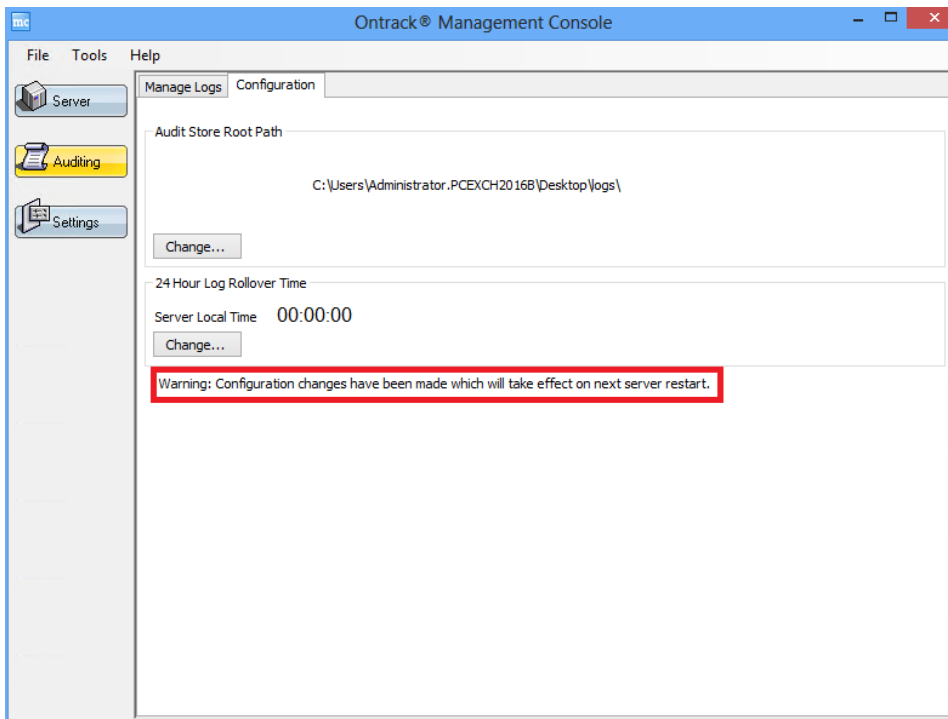 mc
Ontrack® Management Console
File Tools Help
Server
Auditing
Settings
Manage Logs Configuration
Audit Store Root Path
C:\Users\Administrator.PCEXCH2016B\Desktop\logs\
Change...
24 Hour Log Rollover Time
Server Local Time 00:00:00
Change...
Warning: Configuration changes have been made which will take effect on next server restart.